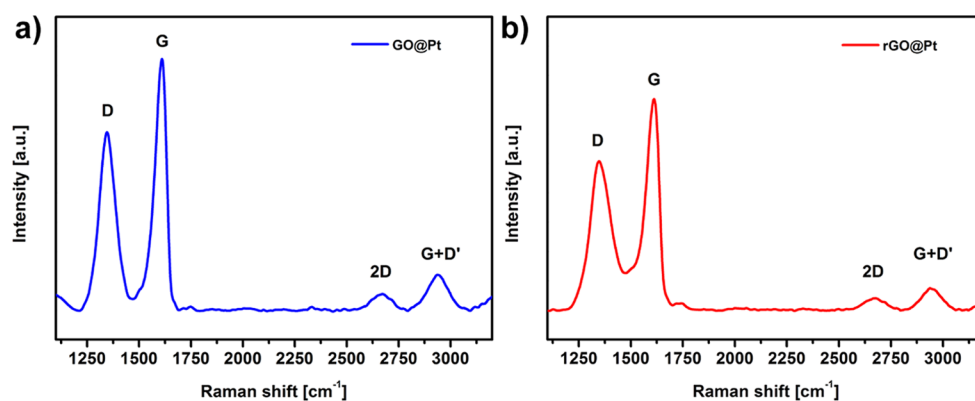 a)
GO@Pt
G
D
2D
G+D'
Intensity [a.u.]
1250 1500 1750 2000 2250 2500 2750 3000
Raman shift [cm⁻¹]
b)
rGO@Pt
G
D
2D
G+D'
Intensity [a.u.]
1250 1500 1750 2000 2250 2500 2750 3000
Raman shift [cm⁻¹]